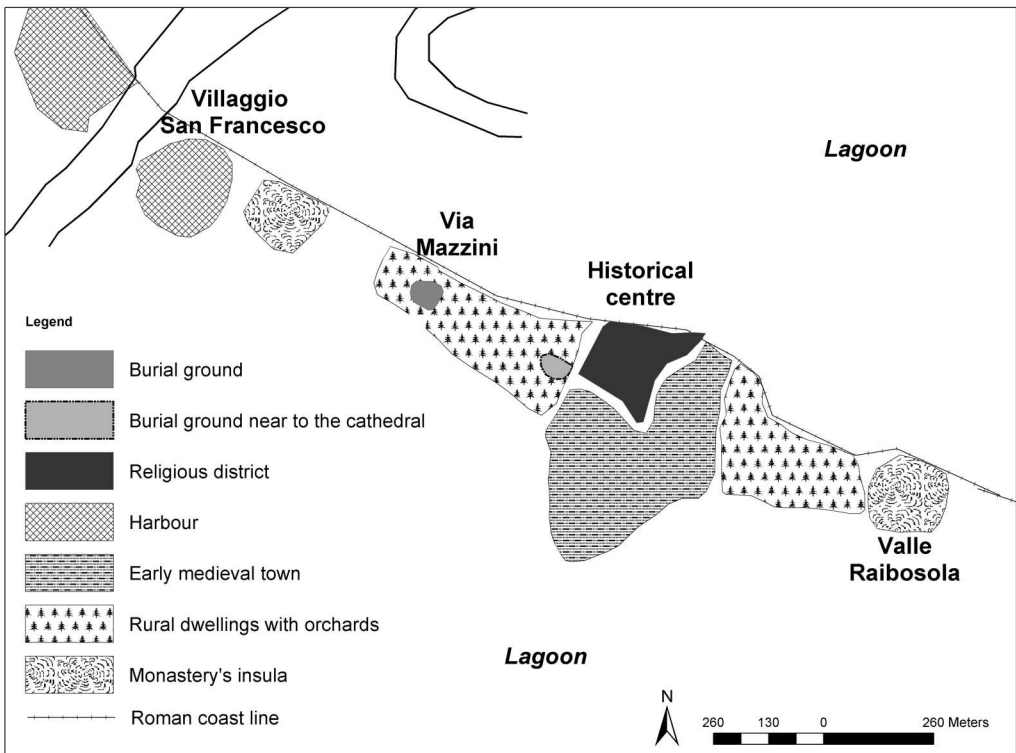 Villaggio
San Francesco
Lagoon
Via
Mazzini
Historical
centre
Legend
Burial ground
Burial ground near to the cathedral
Religious district
Harbour
Early medieval town
Rural dwellings with orchards
Monastery's insula
Roman coast line
Valle
Raibosola
Lagoon
N
260 130 0 260 Meters